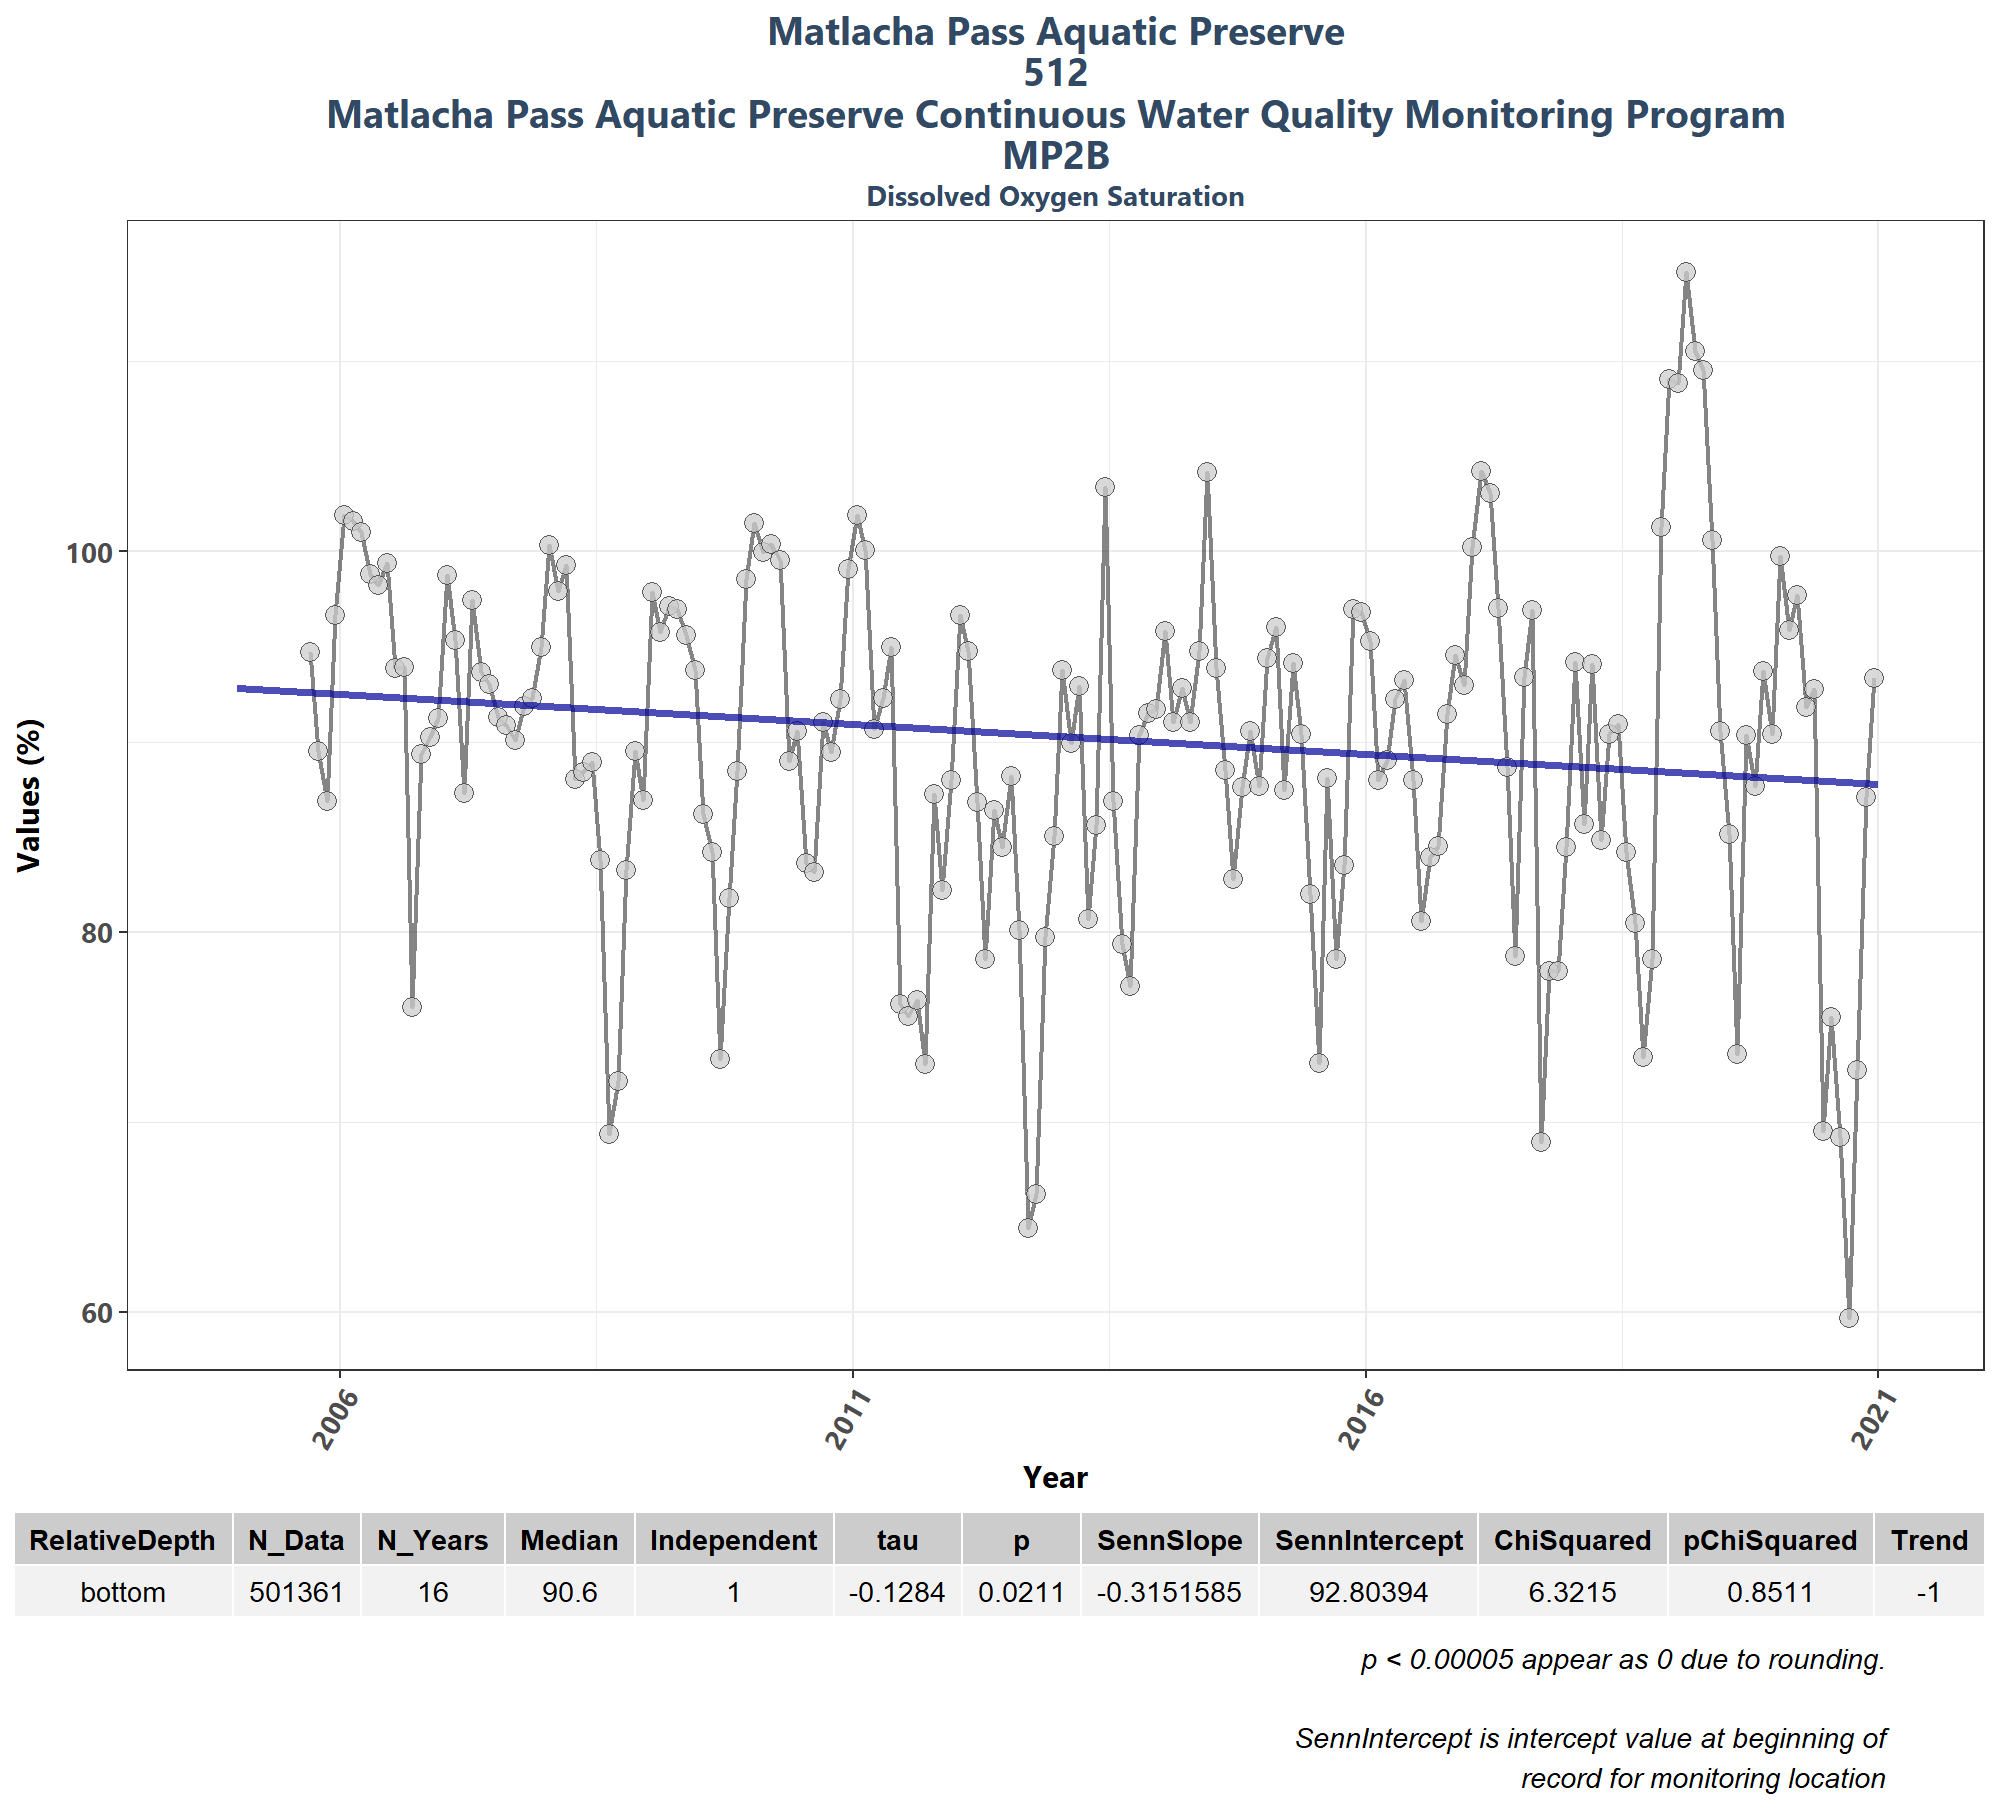 Matlacha Pass Aquatic Preserve
512
Matlacha Pass Aquatic Preserve Continuous Water Quality Monitoring Program
MP2B
Dissolved Oxygen Saturation
Values (%)
100
80
60
2006
2011
2016
2021
Year
RelativeDepth N_Data N_Years Median Independent tau p SennSlope SennIntercept ChiSquared pChiSquared Trend
bottom 501361 16 90.6 1 -0.1284 0.0211 -0.3151585 92.80394 6.3215 0.8511 -1
p < 0.00005 appear as 0 due to rounding.
SennIntercept is intercept value at beginning of
record for monitoring location